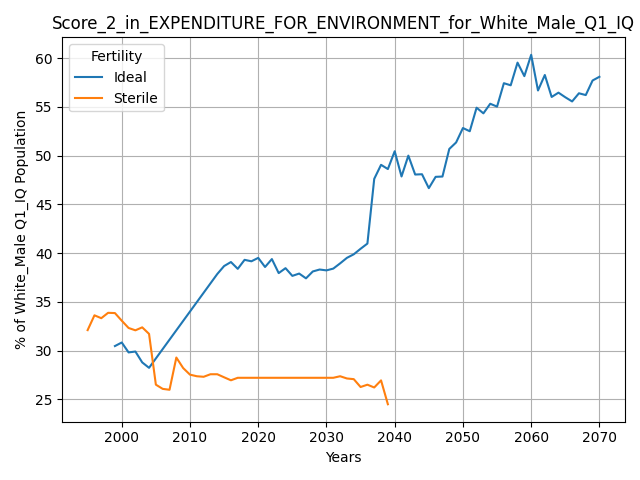 Score_2_in_EXPENDITURE_FOR_ENVIRONMENT_for_White_Male_Q1_IQ
Fertility
Ideal
Sterile
% of White_Male Q1_IQ Population
60
55
50
45
40
35
30
25
2000 2010 2020 2030 2040 2050 2060 2070
Years